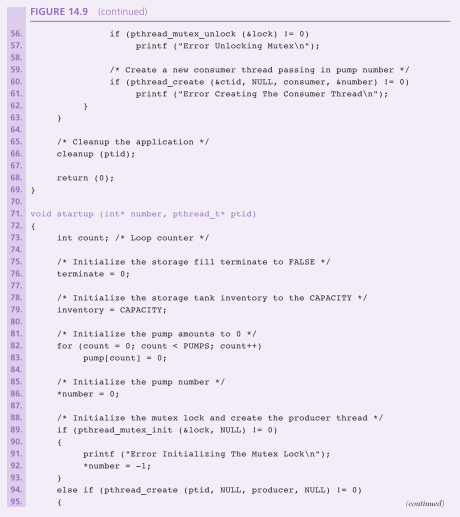 FIGURE 14.9 (continued)
56. if (pthread_mutex_unlock (&lock) != 0)
57. printf ("Error Unlocking Mutex\n");
58.
59. /* Create a new consumer thread passing in pump number */
60. if (pthread_create (&ctid, NULL, consumer, &number) != 0)
61. printf ("Error Creating The Consumer Thread\n");
62. }
63. }
64.
65. /* Cleanup the application */
66. cleanup (ptid);
67.
68. return (0);
69. }
70.
71. void startup (int* number, pthread_t* ptid)
72. {
73. int count; /* Loop counter */
74.
75. /* Initialize the storage fill terminate to FALSE */
76. terminate = 0;
77.
78. /* Initialize the storage tank inventory to the CAPACITY */
79. inventory = CAPACITY;
80.
81. /* Initialize the pump amounts to 0 */
82. for (count = 0; count < PUMPS; count++)
83. pump[count] = 0;
84.
85. /* Initialize the pump number */
86. *number = 0;
87.
88. /* Initialize the mutex lock and create the producer thread */
89. if (pthread_mutex_init (&lock, NULL) != 0)
90. {
91. printf ("Error Initializing The Mutex Lock\n");
92. *number = -1;
93. }
94. else if (pthread_create (ptid, NULL, producer, NULL) != 0)
95. {
(continued)